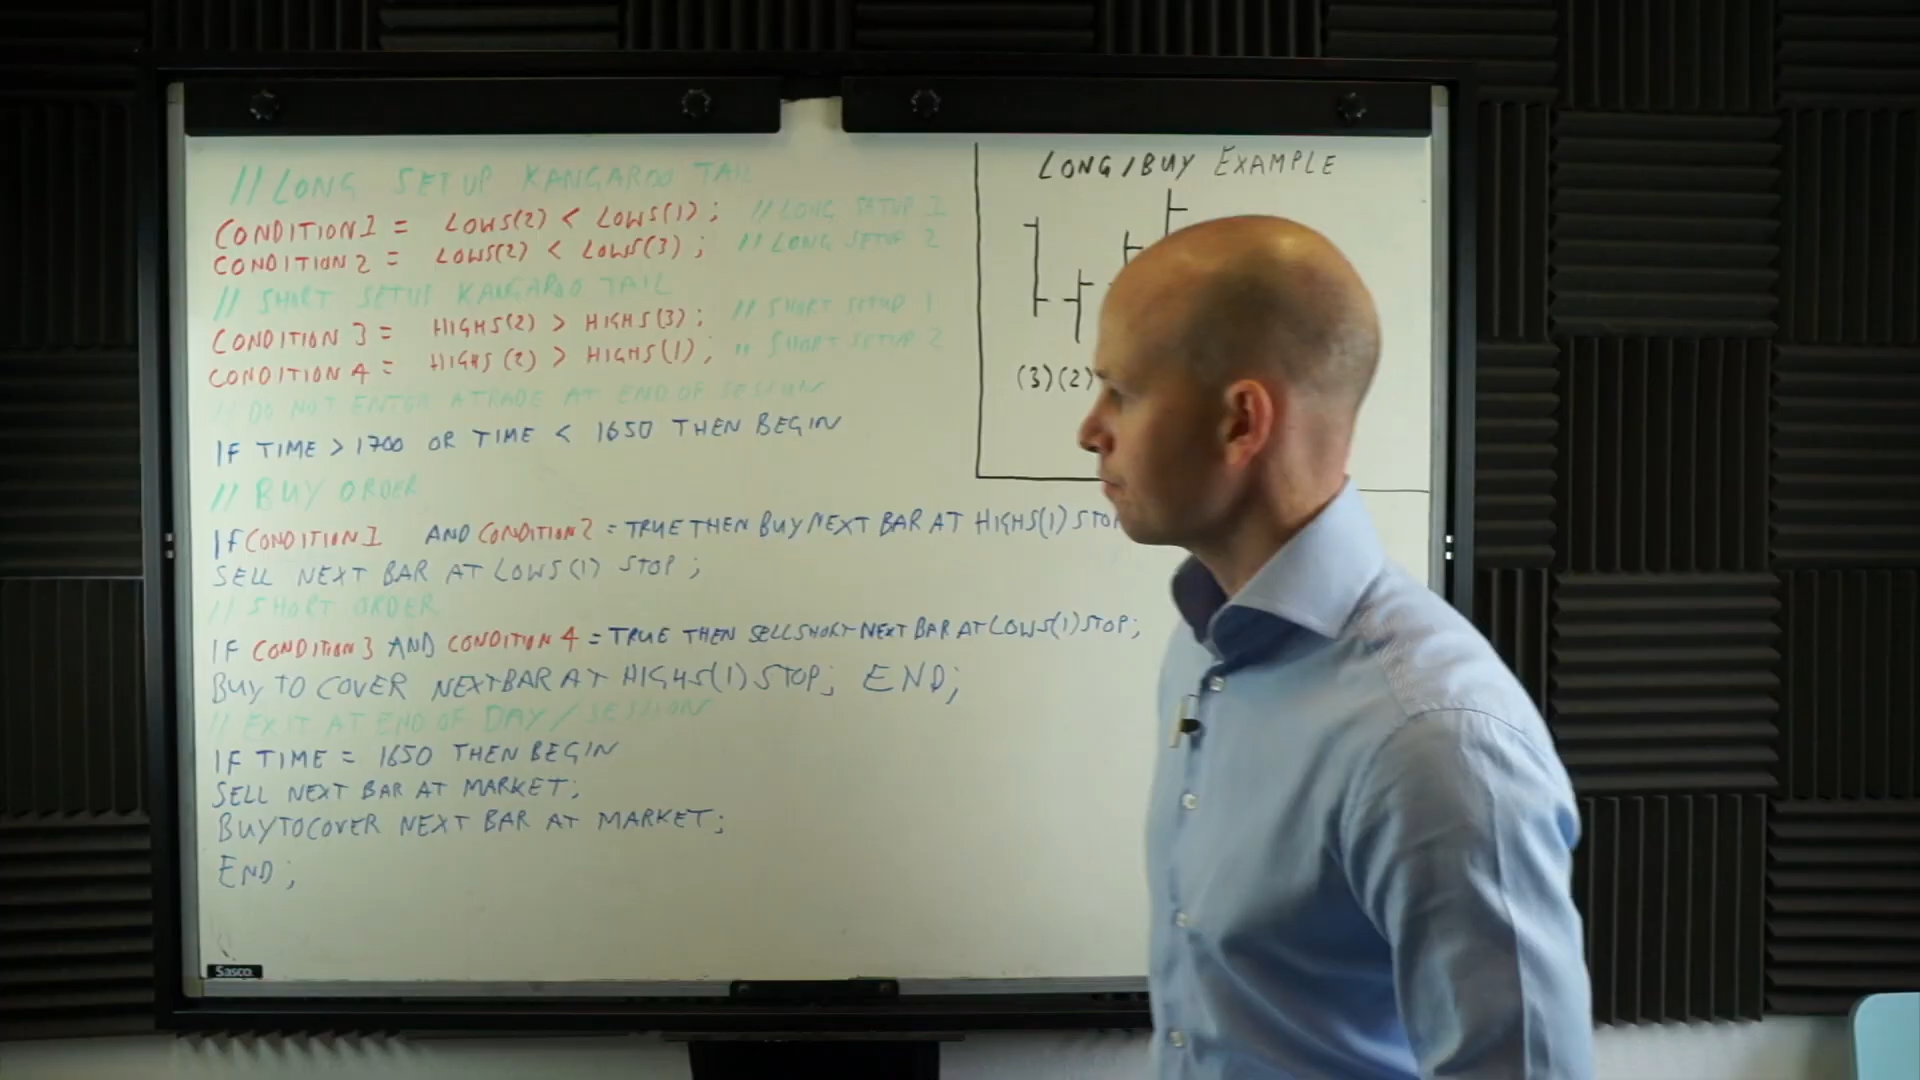 // LONG SETUP KANGAROO TAIL
CONDITION1 = LOWS(2) < LOWS(1); // LONG SETUP 1
CONDITION2 = LOWS(2) < LOWS(3); // LONG SETUP 2
// SHORT SETUP KANGAROO TAIL
CONDITION 3 = HIGHS(2) > HIGHS(3); // SHORT SETUP 1
CONDITION 4 = HIGHS(2) > HIGHS(1); // SHORT SETUP 2
// DO NOT ENTER A TRADE AT END OF SESSION
IF TIME > 1700 OR TIME < 1650 THEN BEGIN
// BUY ORDER
IF CONDITION1 AND CONDITION2 = TRUE THEN BUY NEXT BAR AT HIGHS(1) STOP
SELL NEXT BAR AT LOWS(1) STOP;
// SHORT ORDER
IF CONDITION3 AND CONDITION 4 = TRUE THEN SELLSHORT NEXT BAR AT LOWS(1) STOP;
BUY TO COVER NEXT BAR AT HIGHS(1) STOP; END;
// EXIT AT END OF DAY/SESSION
IF TIME = 1650 THEN BEGIN
SELL NEXT BAR AT MARKET;
BUYTOCOVER NEXT BAR AT MARKET;
END;
LONG/BUY EXAMPLE
(3)(2)
Sasco.